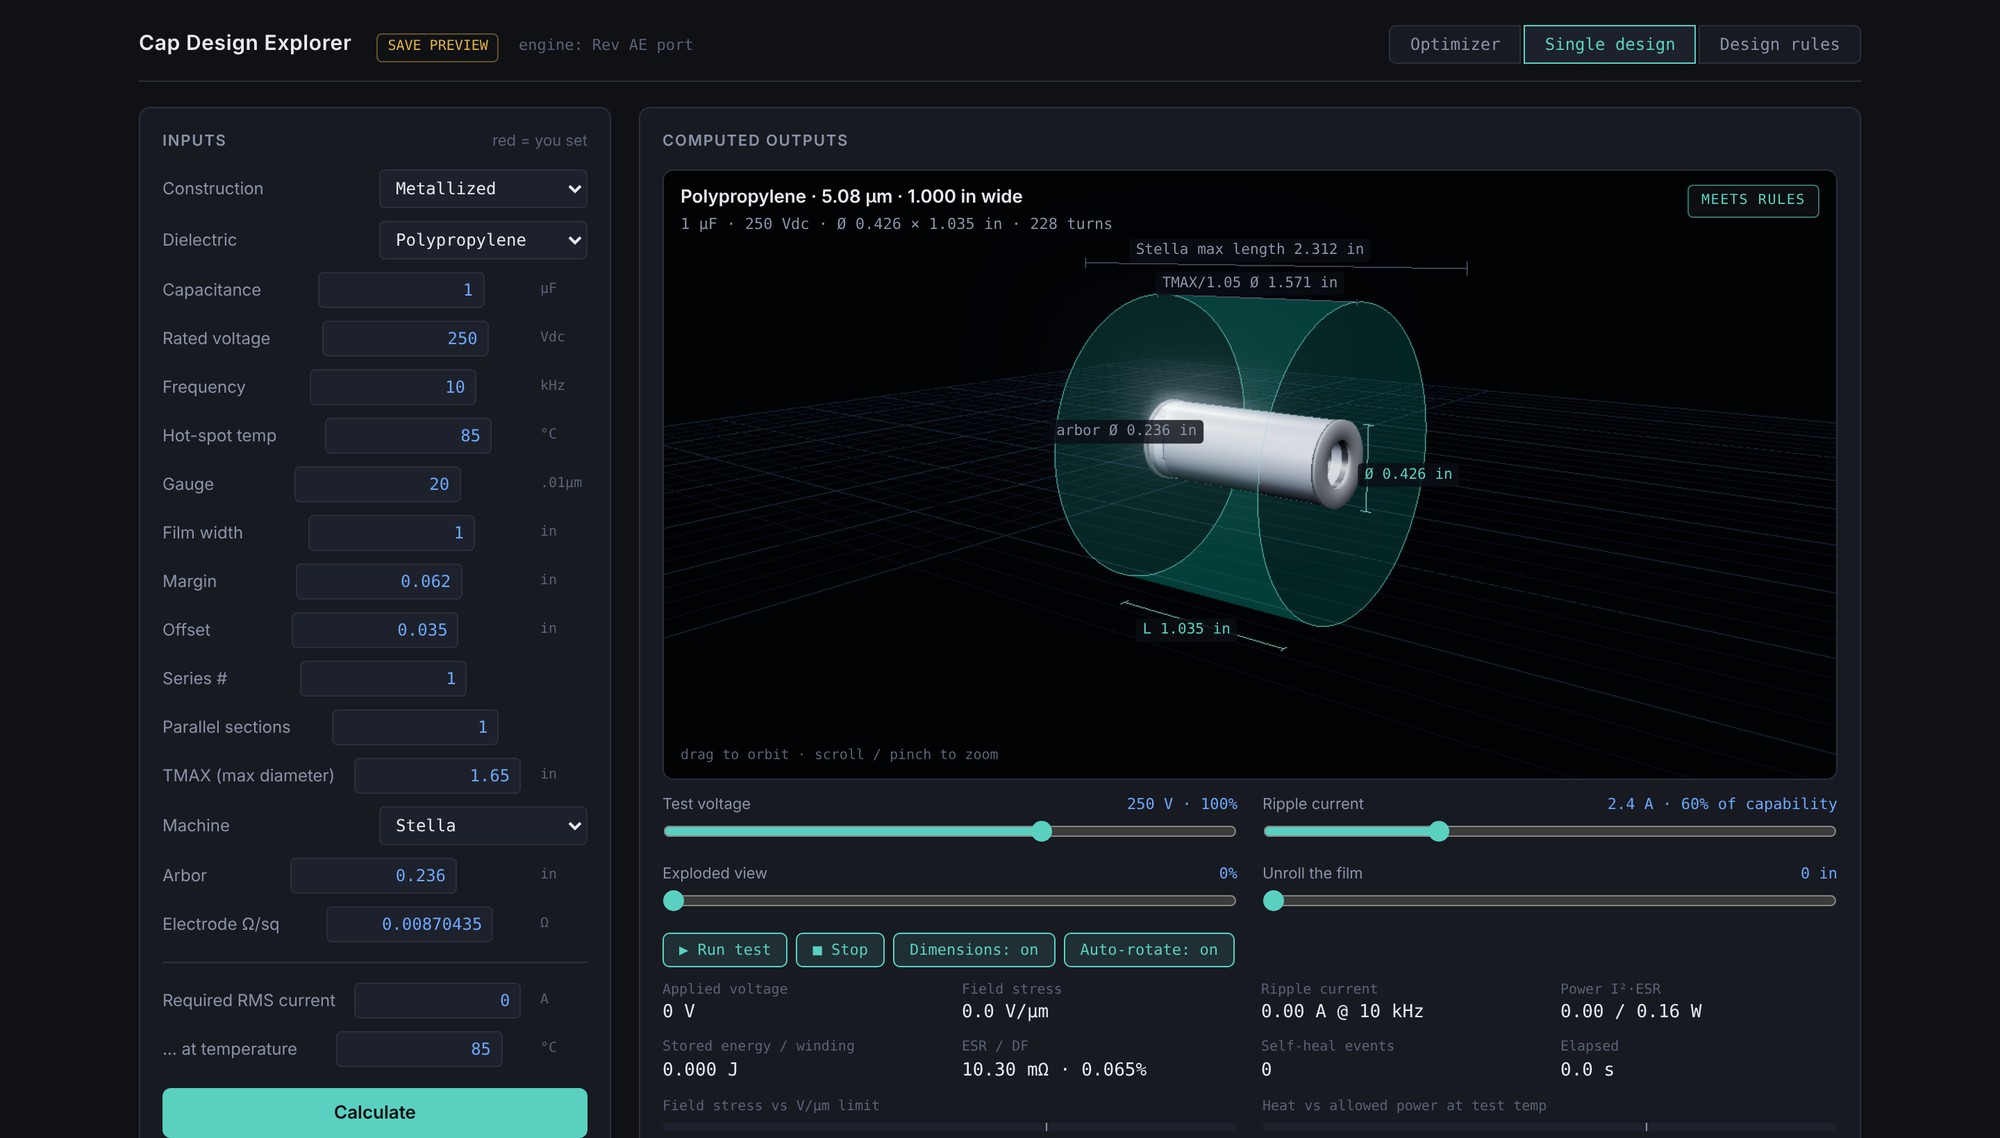 Cap Design Explorer
SAVE PREVIEW
engine: Rev AE port
Optimizer
Single design
Design rules
INPUTS
red = you set
Construction
Metallized
Dielectric
Polypropylene
Capacitance
1
µF
Rated voltage
250
Vdc
Frequency
10
kHz
Hot-spot temp
85
°C
Gauge
20
.01µm
Film width
1
in
Margin
0.062
in
Offset
0.035
in
Series #
1
Parallel sections
1
TMAX (max diameter)
1.65
in
Machine
Stella
Arbor
0.236
in
Electrode Ω/sq
0.00870435
Ω
Required RMS current
0
A
... at temperature
85
°C
Calculate
COMPUTED OUTPUTS
Polypropylene · 5.08 µm · 1.000 in wide
1 µF · 250 Vdc · Ø 0.426 × 1.035 in · 228 turns
MEETS RULES
Stella max length 2.312 in
TMAX/1.05 Ø 1.571 in
arbor Ø 0.236 in
Ø 0.426 in
L 1.035 in
drag to orbit · scroll / pinch to zoom
Test voltage
250 V · 100%
Ripple current
2.4 A · 60% of capability
Exploded view
0%
Unroll the film
0 in
▶ Run test
■ Stop
Dimensions: on
Auto-rotate: on
Applied voltage
0 V
Field stress
0.0 V/µm
Ripple current
0.00 A @ 10 kHz
Power I²·ESR
0.00 / 0.16 W
Stored energy / winding
0.000 J
ESR / DF
10.30 mΩ · 0.065%
Self-heal events
0
Elapsed
0.0 s
Field stress vs V/µm limit
Heat vs allowed power at test temp